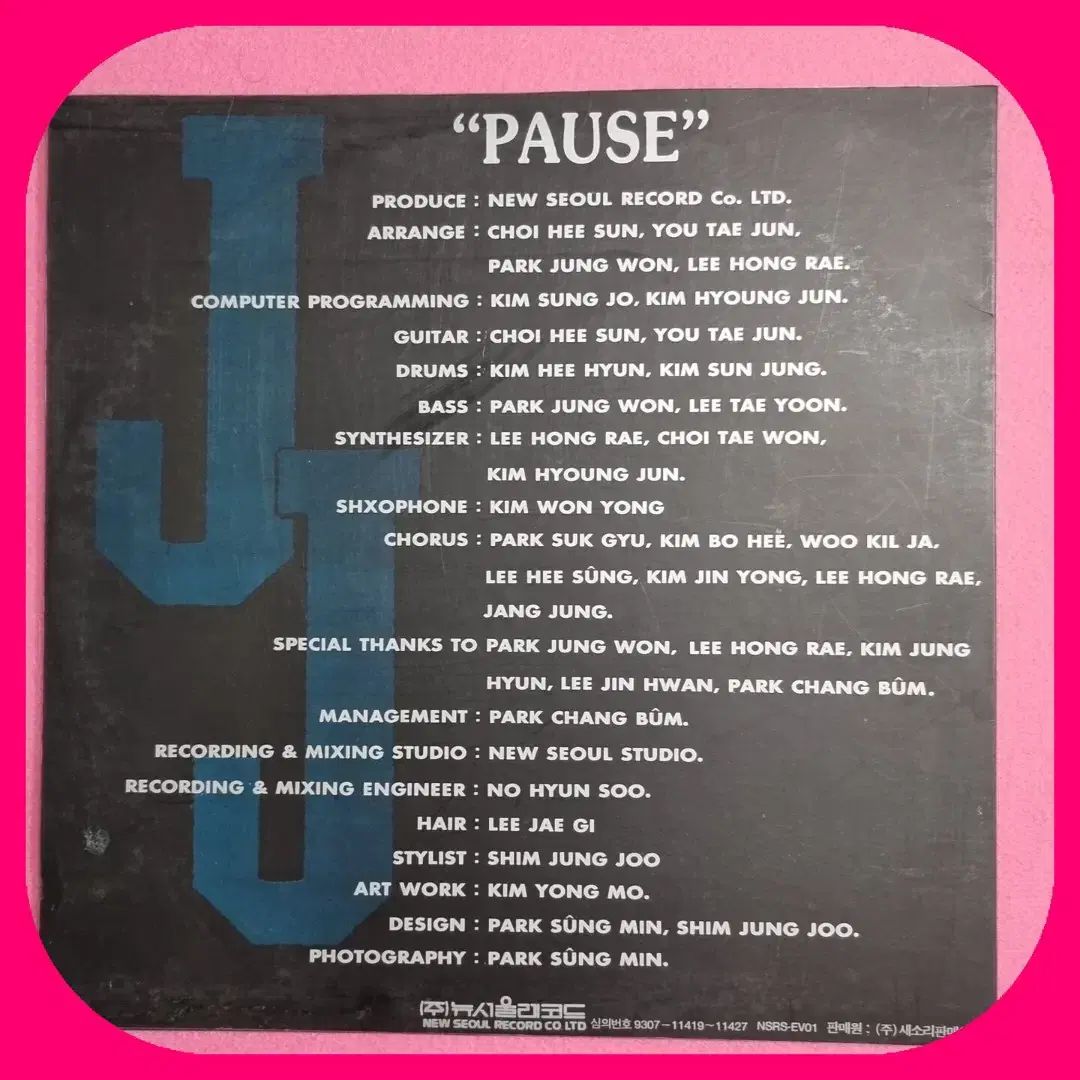 JJ
“PAUSE”
PRODUCE : NEW SEOUL RECORD Co. LTD.
ARRANGE : CHOI HEE SUN, YOU TAE JUN,
PARK JUNG WON, LEE HONG RAE.
COMPUTER PROGRAMMING : KIM SUNG JO, KIM HYOUNG JUN.
GUITAR : CHOI HEE SUN, YOU TAE JUN.
DRUMS : KIM HEE HYUN, KIM SUN JUNG.
BASS : PARK JUNG WON, LEE TAE YOON.
SYNTHESIZER : LEE HONG RAE, CHOI TAE WON,
KIM HYOUNG JUN.
SHXOPHONE : KIM WON YONG
CHORUS : PARK SUK GYU, KIM BO HEE, WOO KIL JA,
LEE HEE SÛNG, KIM JIN YONG, LEE HONG RAE,
JANG JUNG.
SPECIAL THANKS TO PARK JUNG WON, LEE HONG RAE, KIM JUNG
HYUN, LEE JIN HWAN, PARK CHANG BÛM.
MANAGEMENT : PARK CHANG BÛM.
RECORDING & MIXING STUDIO : NEW SEOUL STUDIO.
RECORDING & MIXING ENGINEER : NO HYUN SOO.
HAIR : LEE JAE GI
STYLIST : SHIM JUNG JOO
ART WORK : KIM YONG MO.
DESIGN : PARK SÛNG MIN, SHIM JUNG JOO.
PHOTOGRAPHY : PARK SÛNG MIN.
(주)뉴서울레코드
NEW SEOUL RECORD CO. LTD 심의번호 9307-11419~11427 NSRS-EV01 판매원 : (주)새소리판매